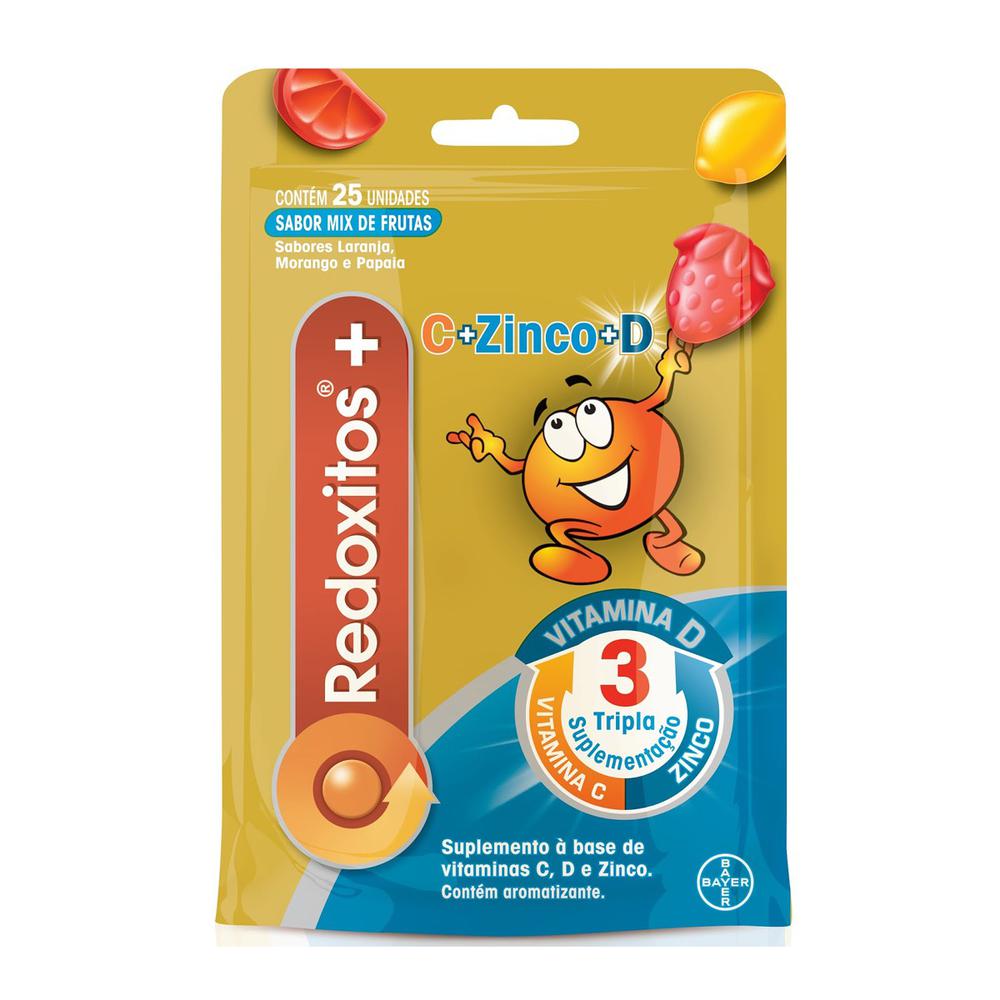 CONTÉM 25 UNIDADES
SABOR MIX DE FRUTAS
Sabores Laranja,
Morango e Papaia
C+Zinco+D
Redoxitos® +
VITAMINA D
3
Tripla
Suplementação
VITAMINA C
ZINCO
Suplemento à base de
vitaminas C, D e Zinco.
Contém aromatizante.
BAYER
BAYER